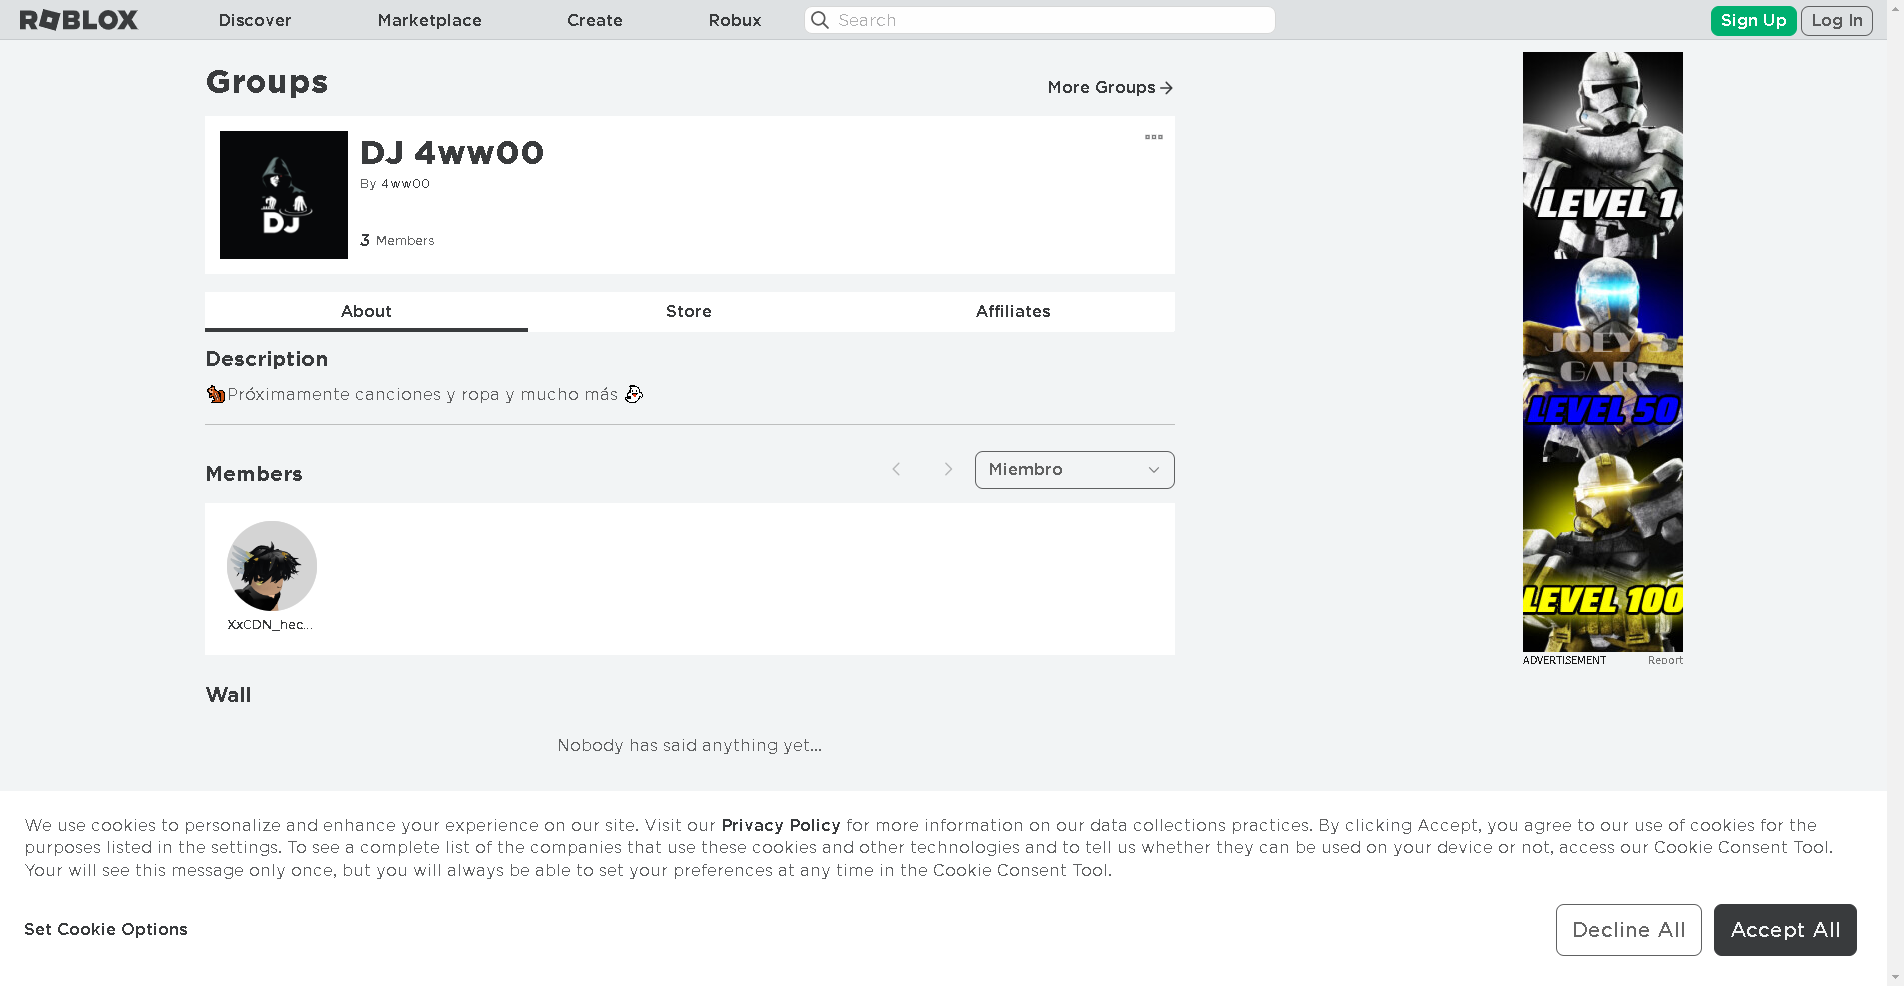 ROBLOX
Discover
Marketplace
Create
Robux
Search
Sign Up
Log In
Groups
More Groups
DJ
DJ 4ww00
By 4ww00
3 Members
About
Store
Affiliates
Description
Próximamente canciones y ropa y mucho más
Members
Miembro
XxCDN_hec...
Wall
Nobody has said anything yet...
LEVEL 1
JOEY'S
GAR
LEVEL 50
LEVEL 100
ADVERTISEMENT
Report
We use cookies to personalize and enhance your experience on our site. Visit our Privacy Policy for more information on our data collections practices. By clicking Accept, you agree to our use of cookies for the
purposes listed in the settings. To see a complete list of the companies that use these cookies and other technologies and to tell us whether they can be used on your device or not, access our Cookie Consent Tool.
Your will see this message only once, but you will always be able to set your preferences at any time in the Cookie Consent Tool.
Set Cookie Options
Decline All
Accept All